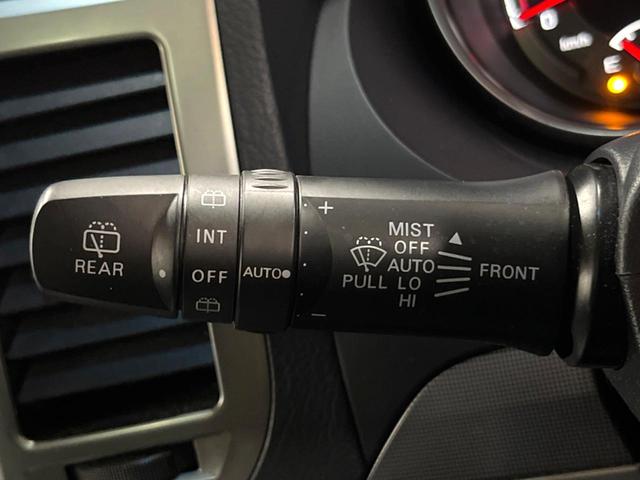 REAR
INT
OFF
AUTO
+
−
MIST
OFF
AUTO
PULL LO
HI
FRONT
km/h
E